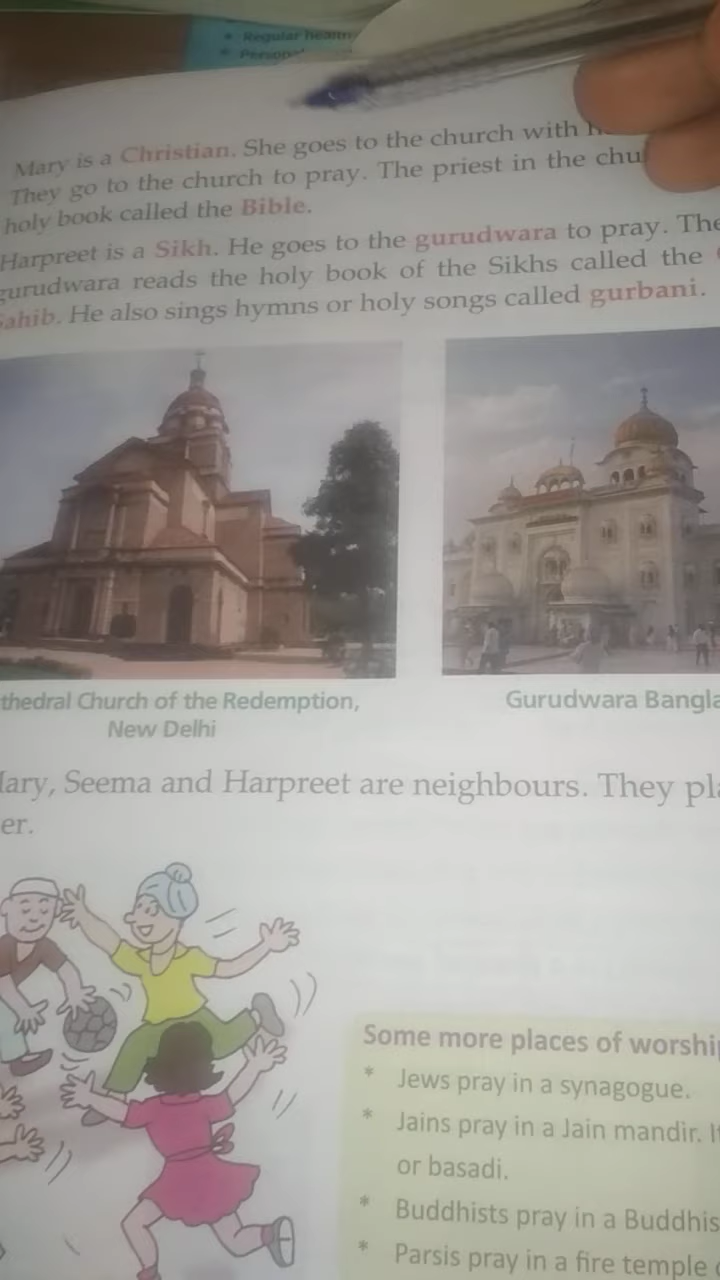 * Regular health
* Personal
Mary is a Christian. She goes to the church with
They go to the church to pray. The priest in the chu
holy book called the Bible.
Harpreet is a Sikh. He goes to the gurudwara to pray. The
gurudwara reads the holy book of the Sikhs called the
Sahib. He also sings hymns or holy songs called gurbani.
thedral Church of the Redemption,
New Delhi
Gurudwara Bangla
Mary, Seema and Harpreet are neighbours. They pla
er.
Some more places of worship
* Jews pray in a synagogue.
* Jains pray in a Jain mandir. It
or basadi.
* Buddhists pray in a Buddhis
* Parsis pray in a fire temple